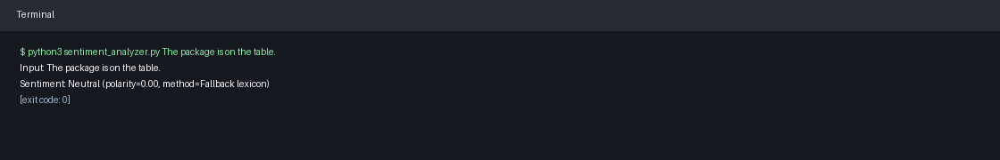 Terminal
$ python3 sentiment_analyzer.py The package is on the table.
Input: The package is on the table.
Sentiment: Neutral (polarity=0.00, method=Fallback lexicon)
[exit code: 0]